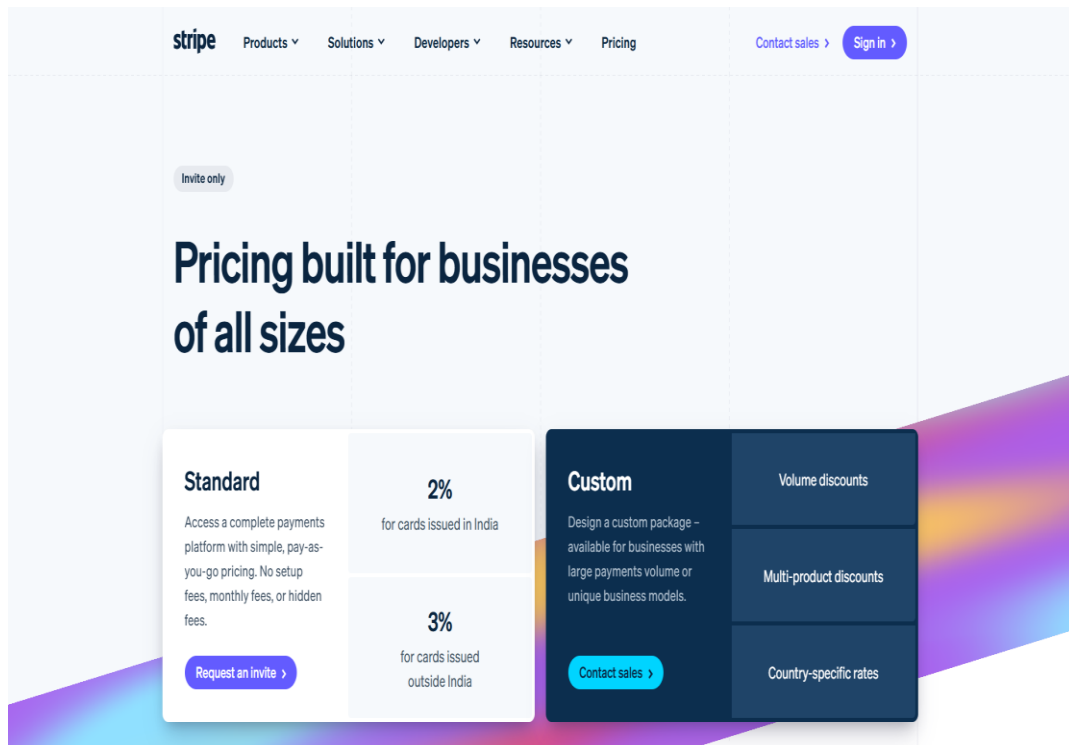 stripe
Products
Solutions
Developers
Resources
Pricing
Contact sales
Sign in
Invite only
Pricing built for businesses
of all sizes
Standard
Access a complete payments
platform with simple, pay-as-
you-go pricing. No setup
fees, monthly fees, or hidden
fees.
Request an invite
2%
for cards issued in India
3%
for cards issued
outside India
Custom
Design a custom package –
available for businesses with
large payments volume or
unique business models.
Contact sales
Volume discounts
Multi-product discounts
Country-specific rates